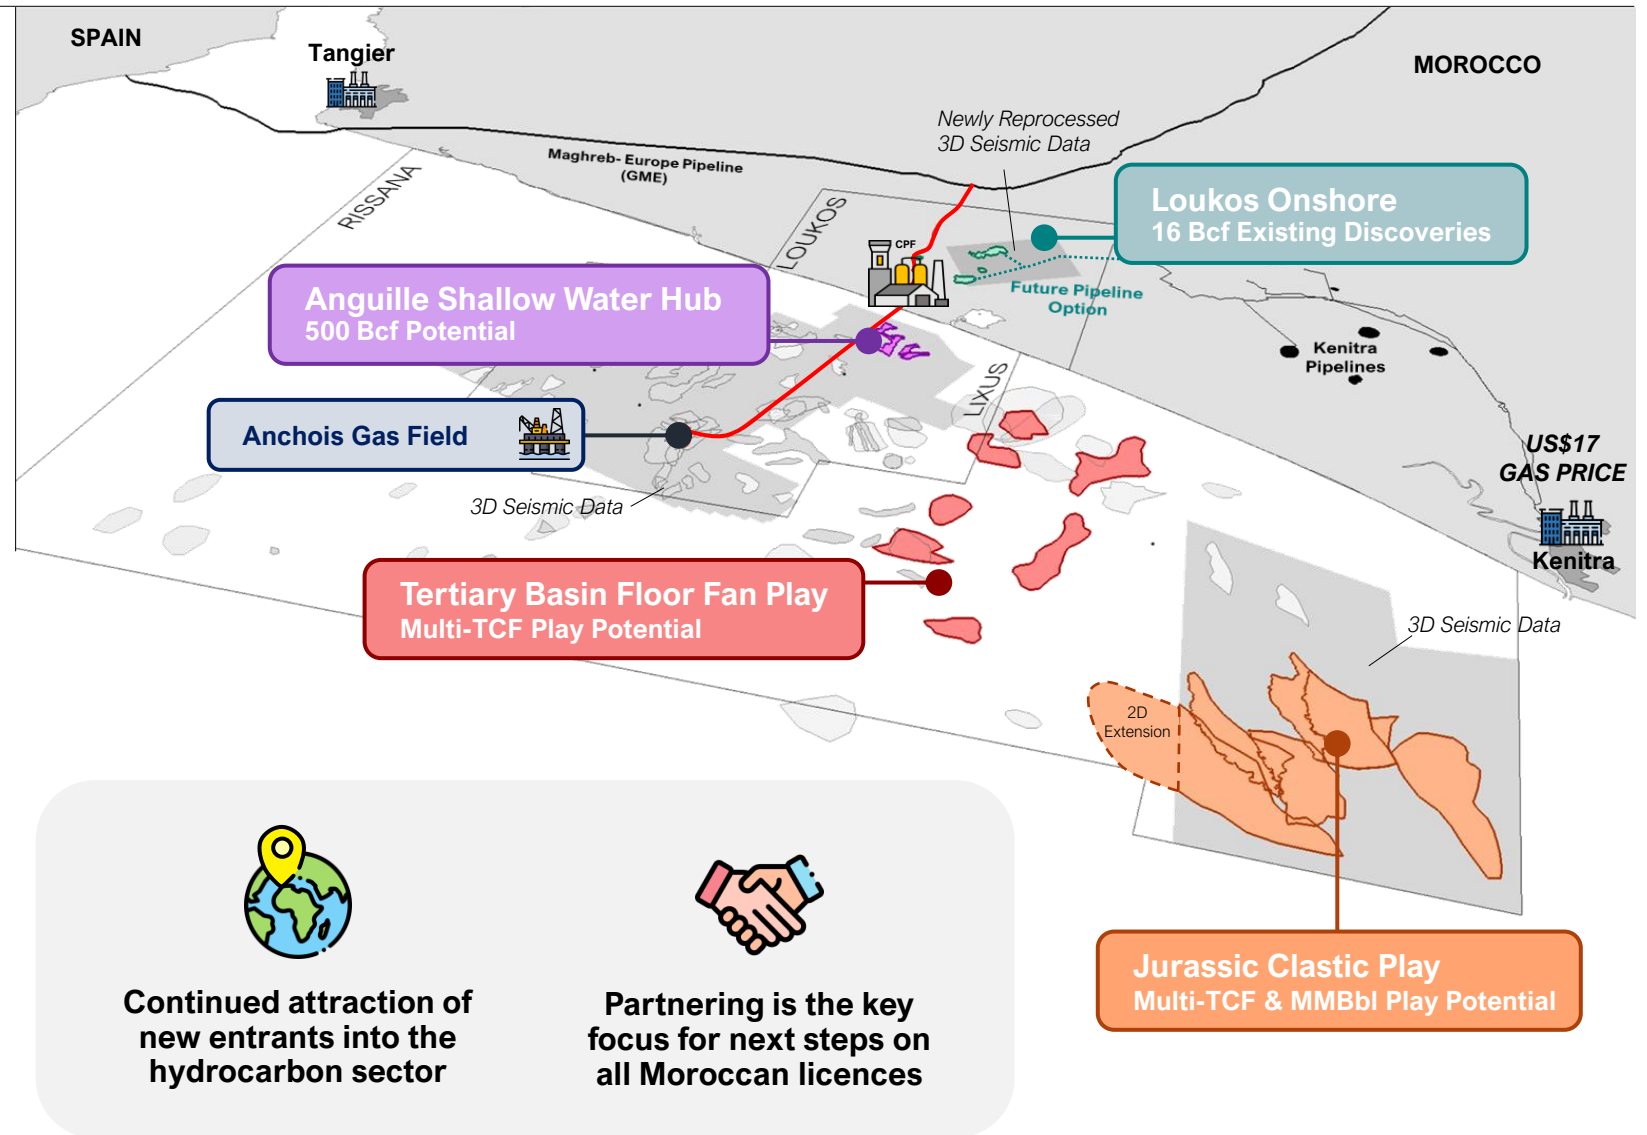 SPAIN
Tangier
MOROCCO
Newly Reprocessed
3D Seismic Data
Maghreb- Europe Pipeline
(GME)
RISSANA
LOUKOS
Loukos Onshore
16 Bcf Existing Discoveries
CPF
Future Pipeline
Option
Anguille Shallow Water Hub
500 Bcf Potential
Kenitra
Pipelines
LIXUS
Anchois Gas Field
US$17
GAS PRICE
3D Seismic Data
Kenitra
Tertiary Basin Floor Fan Play
Multi-TCF Play Potential
3D Seismic Data
2D
Extension
Jurassic Clastic Play
Multi-TCF & MMBbl Play Potential
Continued attraction of
new entrants into the
hydrocarbon sector
Partnering is the key
focus for next steps on
all Moroccan licences